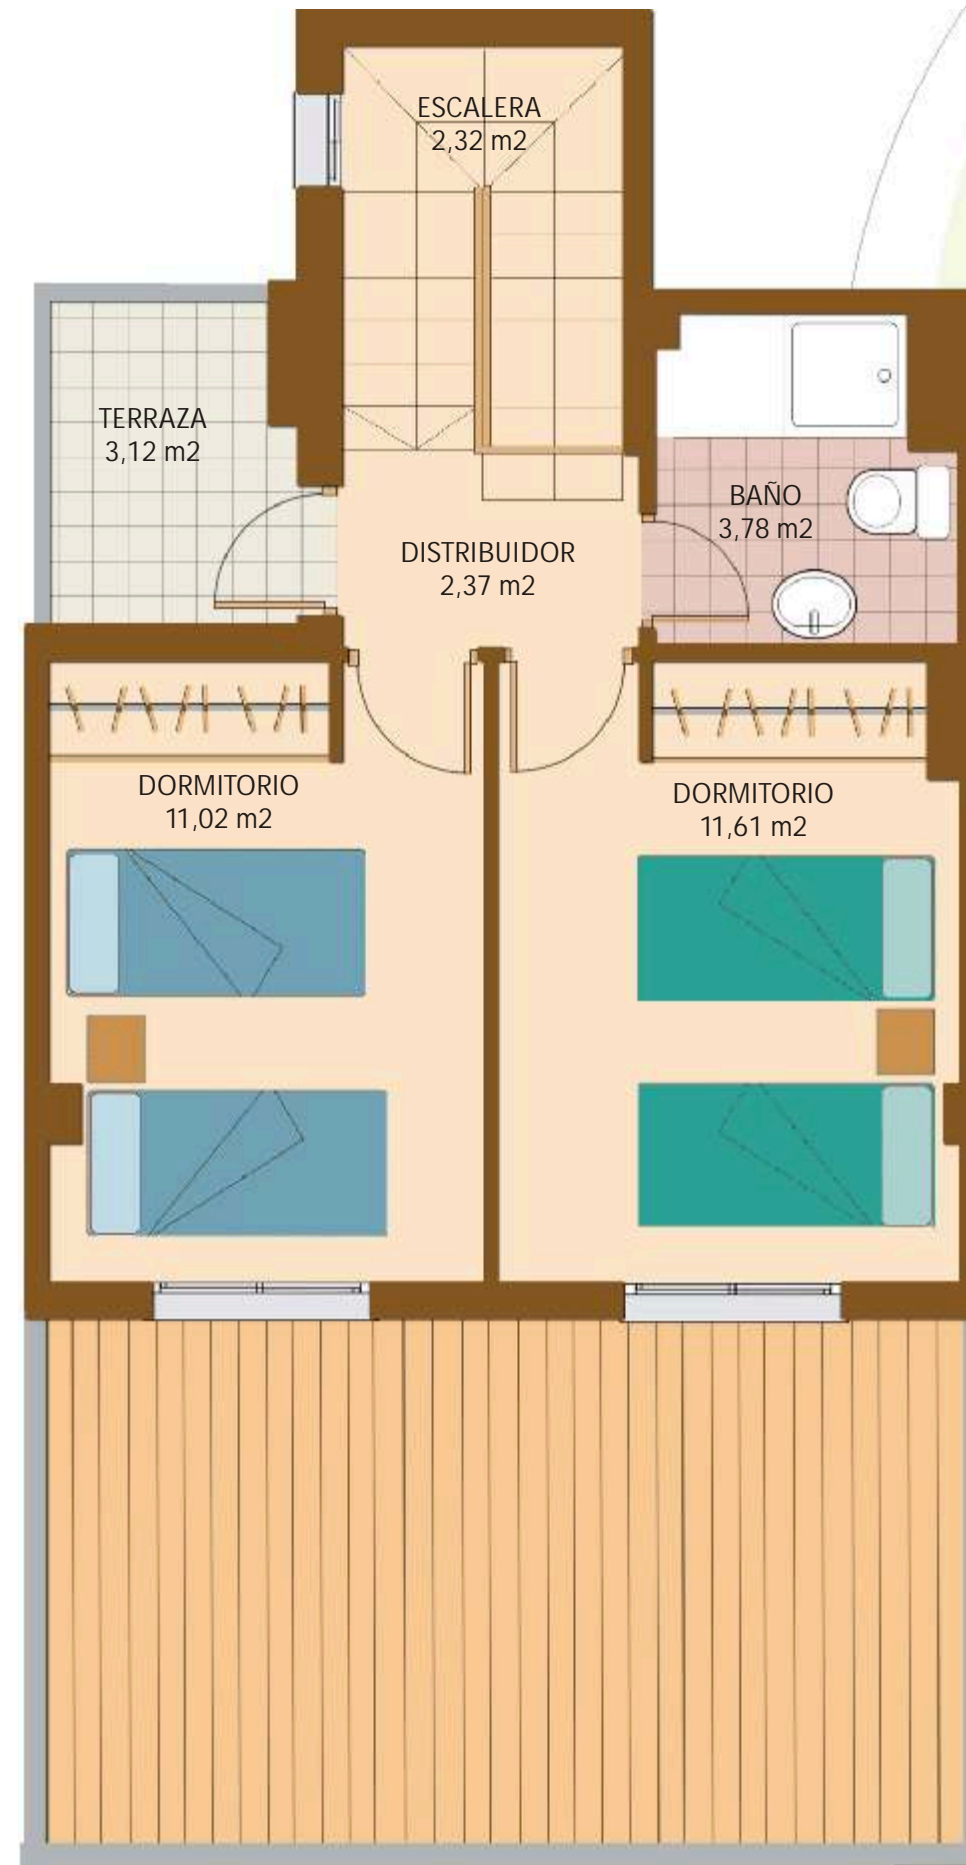 ESCALERA
2,32 m2
TERRAZA
3,12 m2
BAÑO
3,78 m2
DISTRIBUIDOR
2,37 m2
DORMITORIO
11,02 m2
DORMITORIO
11,61 m2